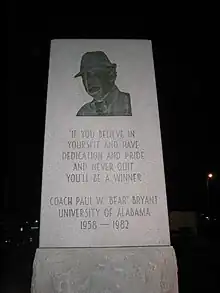 "IF YOU BELIEVE IN
YOURSELF AND HAVE
DEDICATION AND PRIDE
AND NEVER QUIT
YOU'LL BE A WINNER
COACH PAUL W. "BEAR" BRYANT
UNIVERSITY OF ALABAMA
1958 — 1982